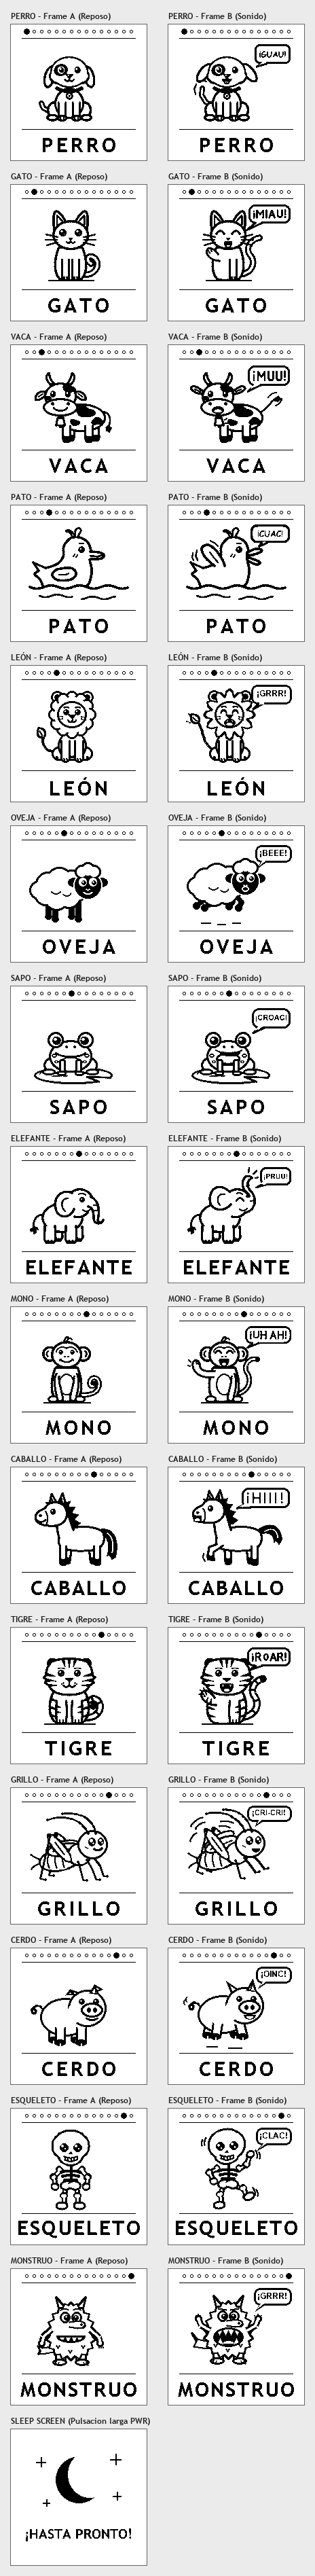 PERRO - Frame A (Reposo)
PERRO - Frame B (Sonido)
¡GUAU!
PERRO
PERRO
GATO - Frame A (Reposo)
GATO - Frame B (Sonido)
¡MIAU!
GATO
GATO
VACA - Frame A (Reposo)
VACA - Frame B (Sonido)
¡MUU!
VACA
VACA
PATO - Frame A (Reposo)
PATO - Frame B (Sonido)
¡CUAC!
PATO
PATO
LEÓN - Frame A (Reposo)
LEÓN - Frame B (Sonido)
¡GRRR!
LEÓN
LEÓN
OVEJA - Frame A (Reposo)
OVEJA - Frame B (Sonido)
¡BEEE!
OVEJA
OVEJA
SAPO - Frame A (Reposo)
SAPO - Frame B (Sonido)
¡CROAC!
SAPO
SAPO
ELEFANTE - Frame A (Reposo)
ELEFANTE - Frame B (Sonido)
¡PRUU!
ELEFANTE
ELEFANTE
MONO - Frame A (Reposo)
MONO - Frame B (Sonido)
¡UH AH!
MONO
MONO
CABALLO - Frame A (Reposo)
CABALLO - Frame B (Sonido)
¡HIIII!
CABALLO
CABALLO
TIGRE - Frame A (Reposo)
TIGRE - Frame B (Sonido)
¡ROAR!
TIGRE
TIGRE
GRILLO - Frame A (Reposo)
GRILLO - Frame B (Sonido)
¡CRI-CRI!
GRILLO
GRILLO
CERDO - Frame A (Reposo)
CERDO - Frame B (Sonido)
¡OINC!
CERDO
CERDO
ESQUELETO - Frame A (Reposo)
ESQUELETO - Frame B (Sonido)
¡CLAC!
ESQUELETO
ESQUELETO
MONSTRUO - Frame A (Reposo)
MONSTRUO - Frame B (Sonido)
¡GRRR!
MONSTRUO
MONSTRUO
SLEEP SCREEN (Pulsacion larga PWR)
¡HASTA PRONTO!